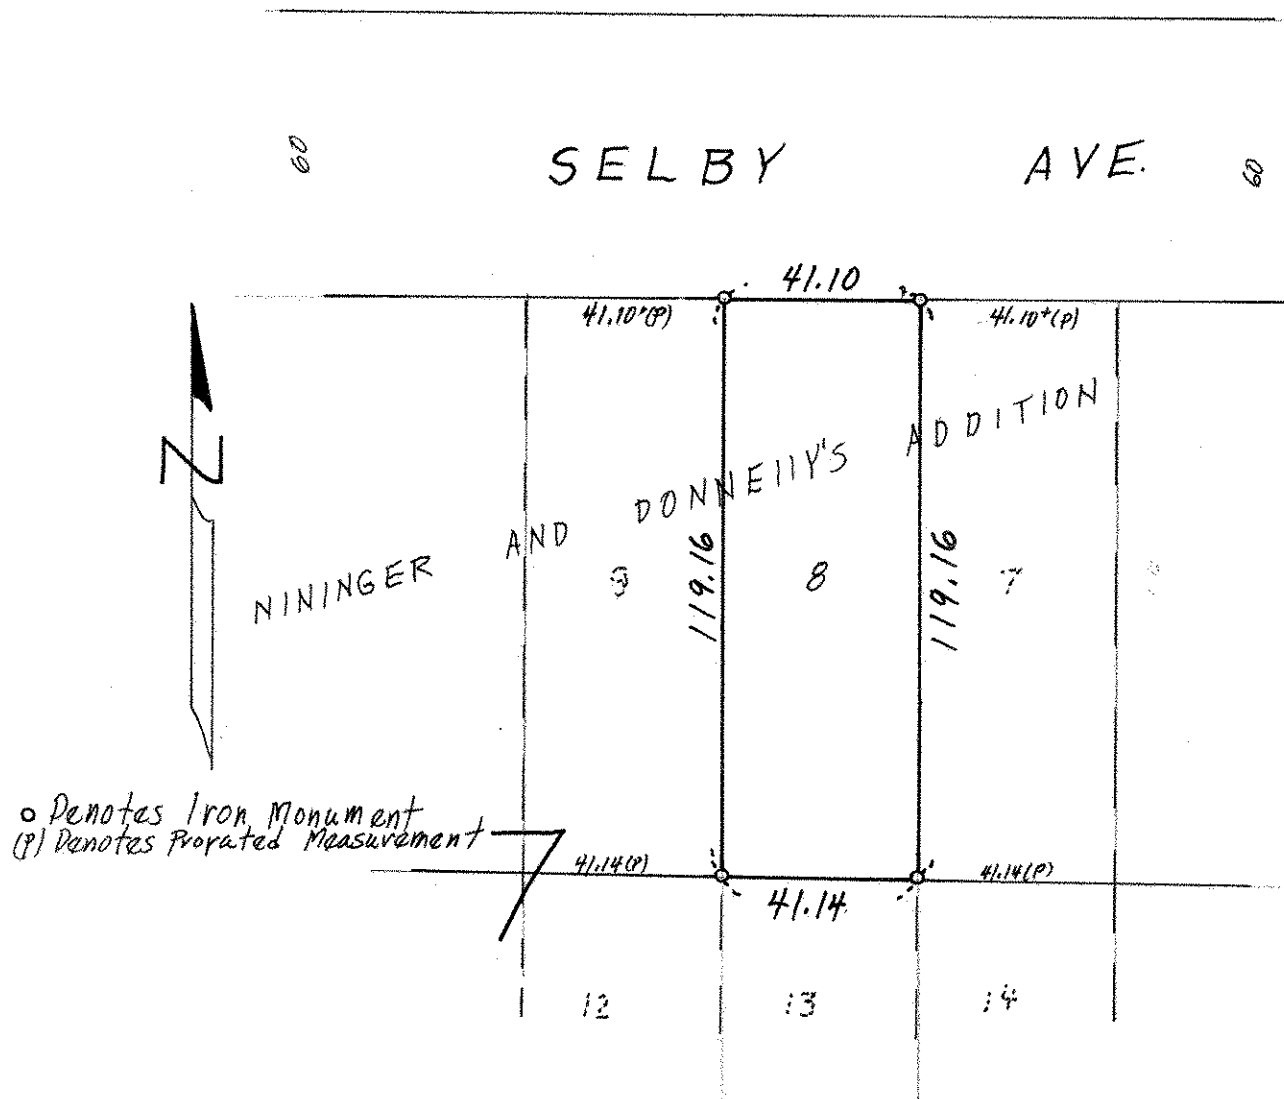 60
SELBY AVE.
60
41.10
41.10+(P)
41.10+(P)
N
NININGER AND DONNELLY'S ADDITION
119.16
119.16
9
8
7
o Denotes Iron Monument
(P) Denotes Prorated Measurement
7
41.14(P)
41.14
41.14(P)
12
13
14